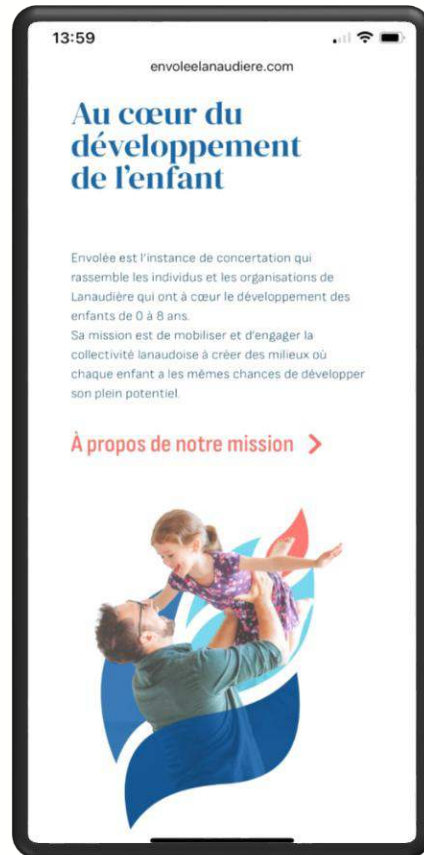 13:59
envoleelanaudiere.com
Au cœur du
développement
de l'enfant
Envolée est l'instance de concertation qui
rassemble les individus et les organisations de
Lanaudière qui ont à cœur le développement des
enfants de 0 à 8 ans.
Sa mission est de mobiliser et d'engager la
collectivité lanaudoise à créer des milieux où
chaque enfant a les mêmes chances de développer
son plein potentiel.
À propos de notre mission